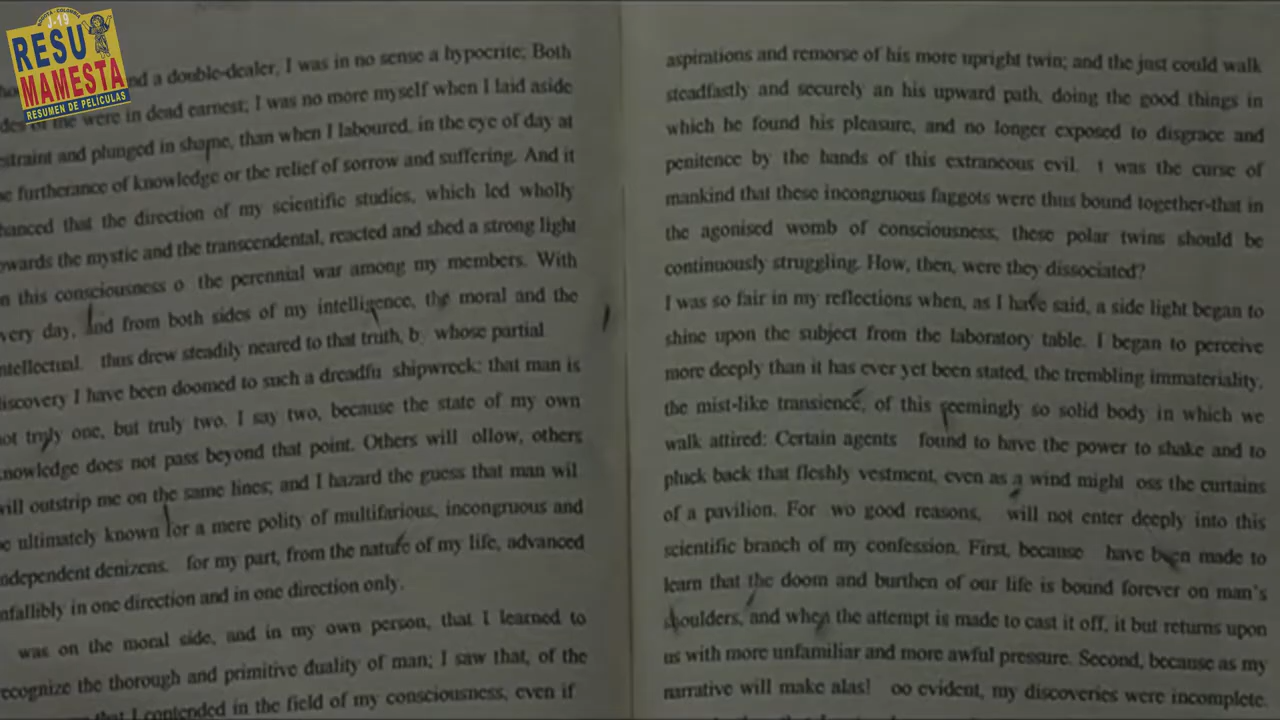 BOGOTA - COLOMBIA
J-19
RESU
MAMESTA
RESUMEN DE PELICULAS
a double-dealer, I was in no sense a hypocrite; Both
of the were in dead earnest; I was no more myself when I laid aside
straint and plunged in shame, than when I laboured, in the eye of day at
furtherance of knowledge or the relief of sorrow and suffering. And it
hanced that the direction of my scientific studies, which led wholly
owards the mystic and the transcendental, reacted and shed a strong light
n this consciousness o the perennial war among my members. With
very day, and from both sides of my intelligence, the moral and the
ntellectual. thus drew steadily neared to that truth, b whose partial
iscovery I have been doomed to such a dreadfu shipwreck: that man is
ot truly one, but truly two. I say two, because the state of my own
nowledge does not pass beyond that point. Others will ollow, others
will outstrip me on the same lines; and I hazard the guess that man wil
e ultimately known for a mere polity of multifarious, incongruous and
ndependent denizens. for my part, from the nature of my life, advanced
nfallibly in one direction and in one direction only.
was on the moral side, and in my own person, that I learned to
ecognize the thorough and primitive duality of man; I saw that, of the
that I contended in the field of my consciousness, even if
aspirations and remorse of his more upright twin; and the just could walk
steadfastly and securely an his upward path, doing the good things in
which he found his pleasure, and no longer exposed to disgrace and
penitence by the hands of this extraneous evil. t was the curse of
mankind that these incongruous faggots were thus bound together-that in
the agonised womb of consciousness, these polar twins should be
continuously struggling. How, then, were they dissociated?
I was so fair in my reflections when, as I have said, a side light began to
shine upon the subject from the laboratory table. I began to perceive
more deeply than it has ever yet been stated, the trembling immateriality,
the mist-like transience, of this seemingly so solid body in which we
walk attired: Certain agents found to have the power to shake and to
pluck back that fleshly vestment, even as a wind might oss the curtains
of a pavilion. For wo good reasons, will not enter deeply into this
scientific branch of my confession. First, because have been made to
learn that the doom and burthen of our life is bound forever on man's
shoulders, and when the attempt is made to cast it off, it but returns upon
us with more unfamiliar and more awful pressure. Second, because as my
narrative will make alas! oo evident, my discoveries were incomplete.